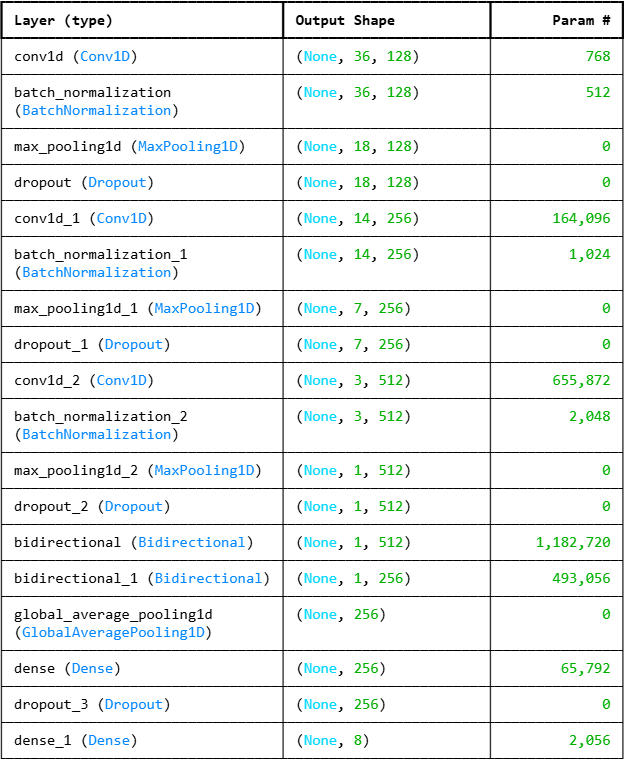 Layer (type) Output Shape Param #
conv1d (Conv1D) (None, 36, 128) 768
batch_normalization (None, 36, 128) 512
(BatchNormalization)
max_pooling1d (MaxPooling1D) (None, 18, 128) 0
dropout (Dropout) (None, 18, 128) 0
conv1d_1 (Conv1D) (None, 14, 256) 164,096
batch_normalization_1 (None, 14, 256) 1,024
(BatchNormalization)
max_pooling1d_1 (MaxPooling1D) (None, 7, 256) 0
dropout_1 (Dropout) (None, 7, 256) 0
conv1d_2 (Conv1D) (None, 3, 512) 655,872
batch_normalization_2 (None, 3, 512) 2,048
(BatchNormalization)
max_pooling1d_2 (MaxPooling1D) (None, 1, 512) 0
dropout_2 (Dropout) (None, 1, 512) 0
bidirectional (Bidirectional) (None, 1, 512) 1,182,720
bidirectional_1 (Bidirectional) (None, 1, 256) 493,056
global_average_pooling1d (None, 256) 0
(GlobalAveragePooling1D)
dense (Dense) (None, 256) 65,792
dropout_3 (Dropout) (None, 256) 0
dense_1 (Dense) (None, 8) 2,056